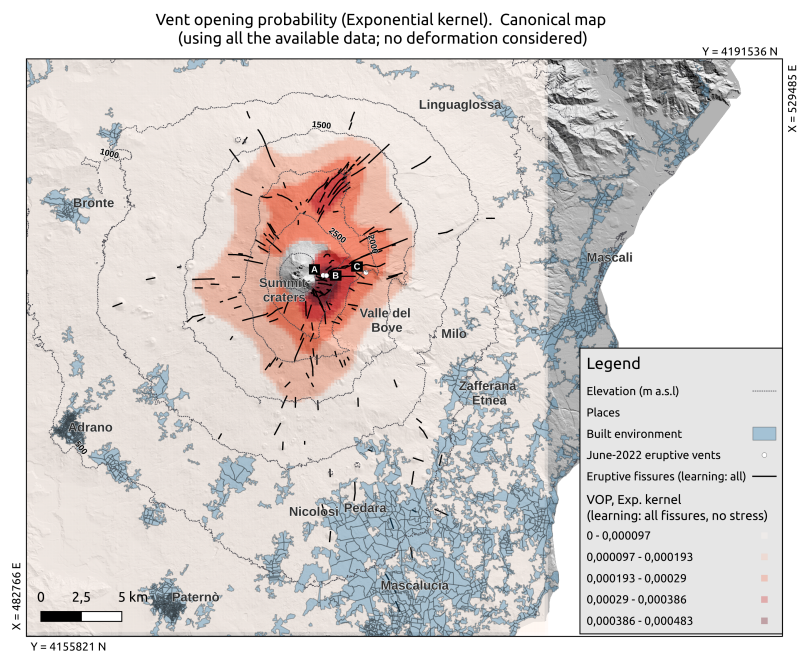 Vent opening probability (Exponential kernel).  Canonical map
(using all the available data; no deformation considered)
Y = 4191536 N
X = 529485 E
Linguaglossa
1500
1000
Bronte
2500
2000
Mascali
A
B
C
Summit
craters
Valle del
Bove
Milo
Zafferana
Etnea
Adrano
500
Nicolosi
Pedara
Mascalucia
Paternò
0 2,5 5 km
X = 482766 E
Y = 4155821 N
Legend
Elevation (m a.s.l)
Places
Built environment
June-2022 eruptive vents
Eruptive fissures (learning: all)
VOP, Exp. kernel
(learning: all fissures, no stress)
0 - 0,000097
0,000097 - 0,000193
0,000193 - 0,00029
0,00029 - 0,000386
0,000386 - 0,000483